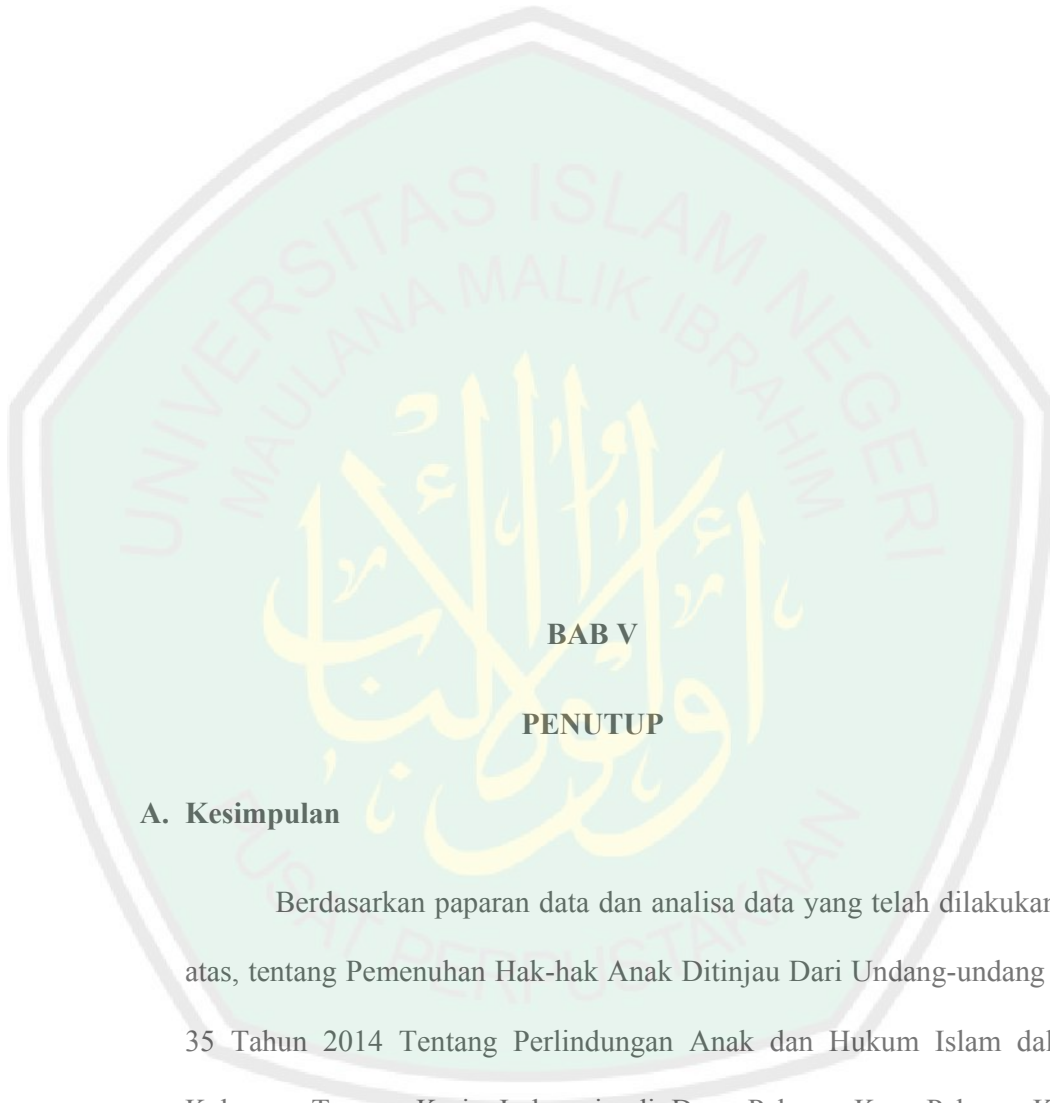 UNIVERSITAS ISLAM NEGERI
MAULANA MALIK IBRAHIM
BAB V
PENUTUP
A. Kesimpulan
Berdasarkan paparan data dan analisa data yang telah dilakukan
atas, tentang Pemenuhan Hak-hak Anak Ditinjau Dari Undang-undang
35 Tahun 2014 Tentang Perlindungan Anak dan Hukum Islam dal
PUSAT PERPUSTAKAAN